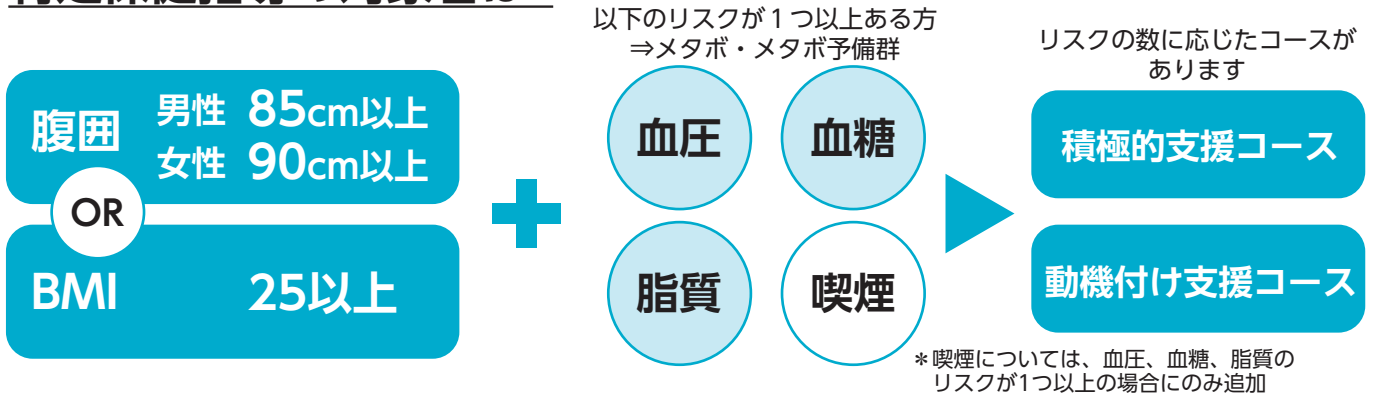 以下のリスクが１つ以上ある方
⇒メタボ・メタボ予備群
リスクの数に応じたコースが
あります
腹囲
男性 85cm以上
女性 90cm以上
OR
BMI 25以上
血圧
血糖
脂質
喫煙
積極的支援コース
動機付け支援コース
＊喫煙については、血圧、血糖、脂質の
リスクが1つ以上の場合にのみ追加